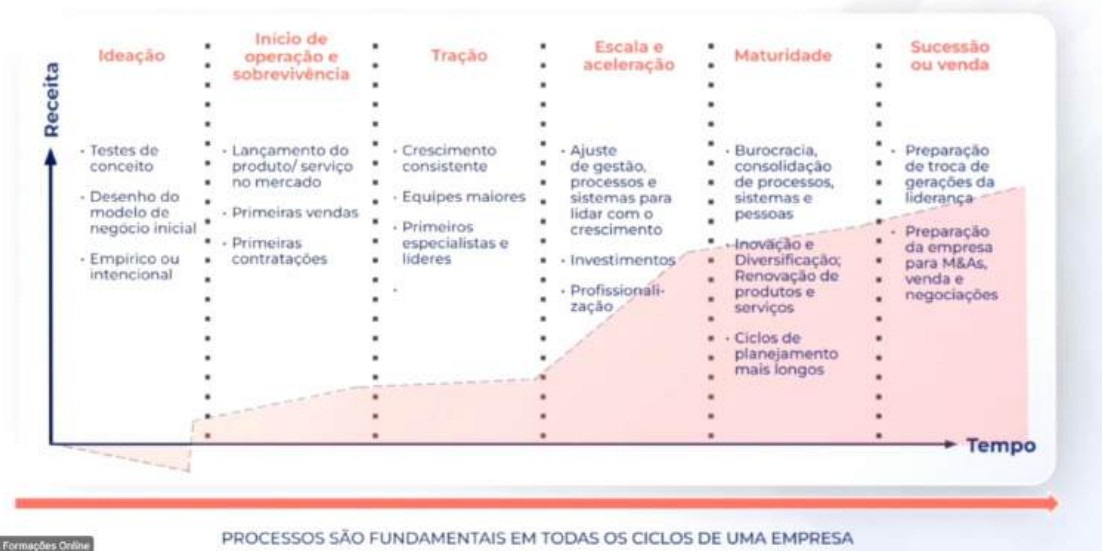 Receita
Ideação
• Testes de
conceito
• Desenho do
modelo de
negócio inicial
• Empírico ou
intencional
Início de
operação e
sobrevivência
• Lançamento do
produto/ serviço
no mercado
• Primeiras vendas
• Primeiras
contratações
Tração
• Crescimento
consistente
• Equipes maiores
• Primeiros
especialistas e
líderes
•
Escala e
aceleração
• Ajuste
de gestão,
processos e
sistemas para
lidar com o
crescimento
• Investimentos
• Profissionali-
zação
Maturidade
• Burocracia,
consolidação
de processos,
sistemas e
pessoas
• Inovação e
Diversificação;
Renovação de
produtos e
serviços
• Ciclos de
planejamento
mais longos
Sucessão
ou venda
• Preparação
de troca de
gerações da
liderança
• Preparação
da empresa
para M&As,
venda e
negociações
Tempo
PROCESSOS SÃO FUNDAMENTAIS EM TODAS OS CICLOS DE UMA EMPRESA
Formações Online